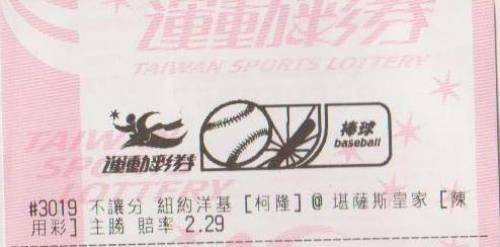 運動彩券
TAIWAN SPORTS LOTTERY
運動彩券
棒球
baseball
#3019 不讓分 紐約洋基[柯隆]@ 堪薩斯皇家[陳
用彩] 主勝 賠率 2.29